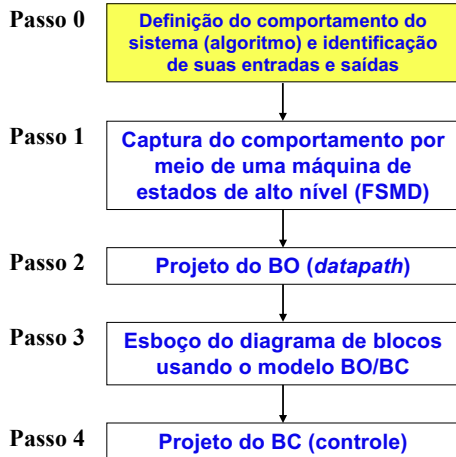 Passo 0
Definição do comportamento do
sistema (algoritmo) e identificação
de suas entradas e saídas
Passo 1
Captura do comportamento por
meio de uma máquina de
estados de alto nível (FSMD)
Passo 2
Projeto do BO (datapath)
Passo 3
Esboço do diagrama de blocos
usando o modelo BO/BC
Passo 4
Projeto do BC (controle)